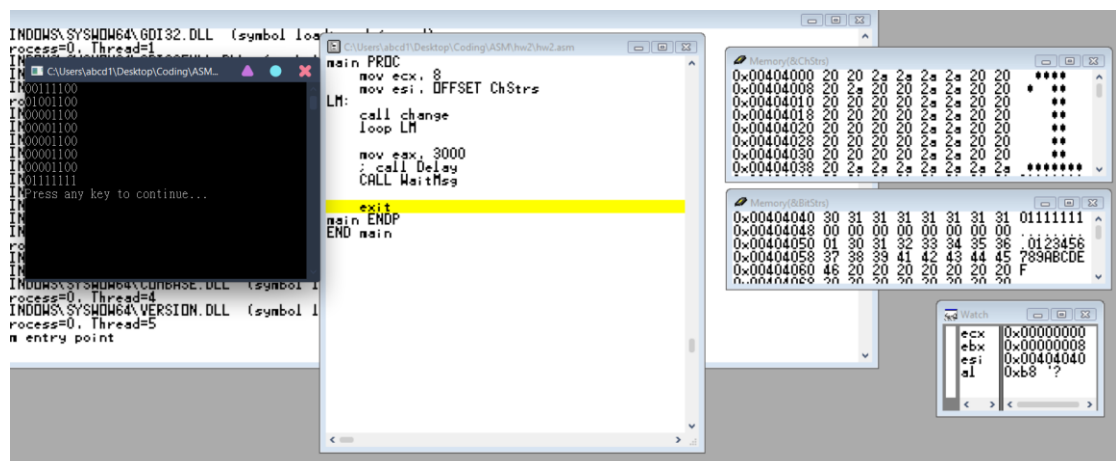 INDOWS\SYSWOW64\GDI32.DLL (symbol loa
rocess=0, Thread=1
C:\Users\abcd1\Desktop\Coding\ASM...
00111100
01001100
00001100
00001100
00001100
00001100
00001100
01111111
Press any key to continue...
INDOWS\SYSWOW64\COMBASE.DLL (symbol l
rocess=0, Thread=4
INDOWS\SYSWOW64\VERSION.DLL (symbol l
rocess=0, Thread=5
m entry point
C:\Users\abcd1\Desktop\Coding\ASM\hw2\hw2.asm
main PROC
mov ecx, 8
mov esi, OFFSET ChStrs
LM:
call change
loop LM
mov eax, 3000
; call Delay
CALL WaitMsg
exit
main ENDP
END main
Memory(&ChStrs)
0x00404000 20 20 2a 2a 2a 2a 20 20 ****
0x00404008 20 2a 20 20 2a 2a 20 20 * **
0x00404010 20 20 20 20 2a 2a 20 20 **
0x00404018 20 20 20 20 2a 2a 20 20 **
0x00404020 20 20 20 20 2a 2a 20 20 **
0x00404028 20 20 20 20 2a 2a 20 20 **
0x00404030 20 20 20 20 2a 2a 20 20 **
0x00404038 20 2a 2a 2a 2a 2a 2a 2a *******
Memory(&BitStrs)
0x00404040 30 31 31 31 31 31 31 31 01111111
0x00404048 00 00 00 00 00 00 00 00 ........
0x00404050 01 30 31 32 33 34 35 36 .0123456
0x00404058 37 38 39 41 42 43 44 45 789ABCDE
0x00404060 46 20 20 20 20 20 20 20 F
Watch
ecx 0x00000000
ebx 0x00000008
esi 0x00404040
al 0xb8 '?